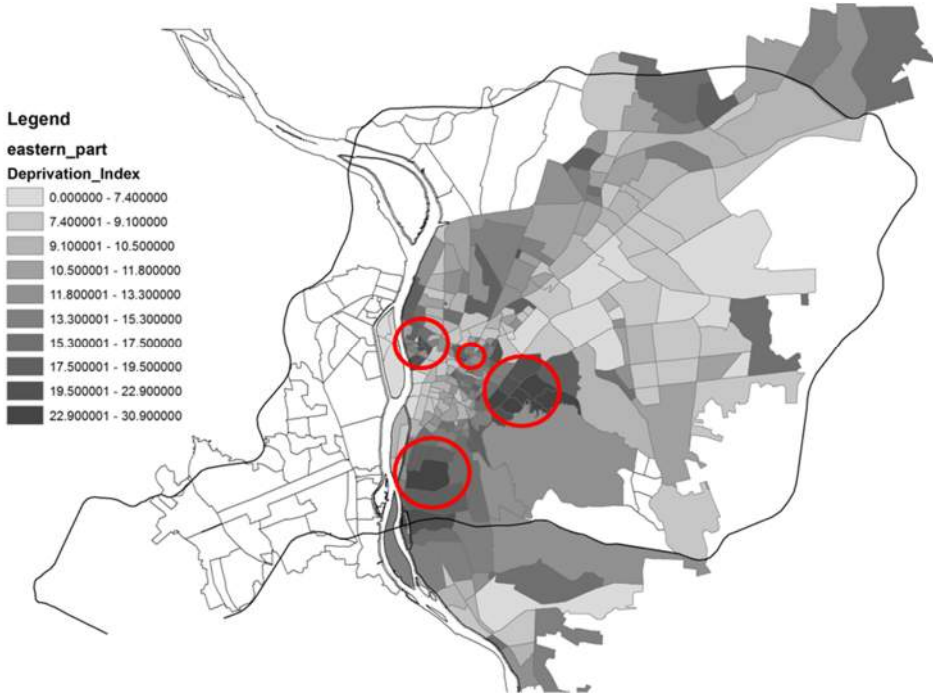 Legend
eastern_part
Deprivation_Index
0.000000 - 7.400000
7.400001 - 9.100000
9.100001 - 10.500000
10.500001 - 11.800000
11.800001 - 13.300000
13.300001 - 15.300000
15.300001 - 17.500000
17.500001 - 19.500000
19.500001 - 22.900000
22.900001 - 30.900000